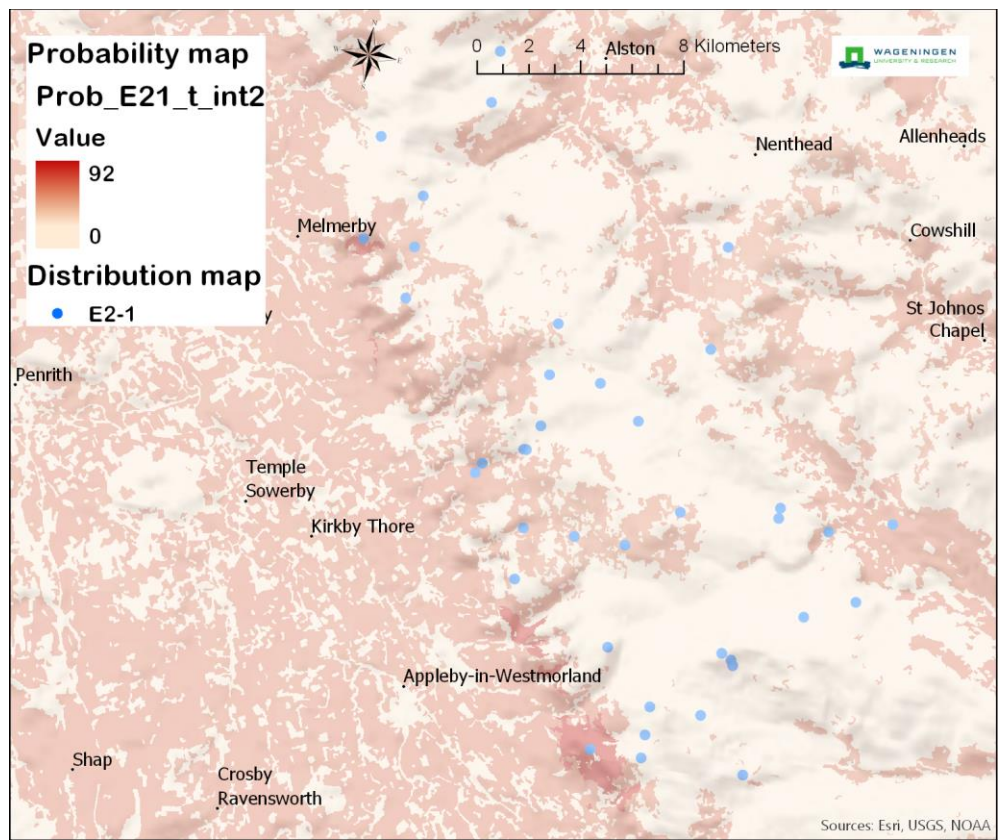 Probability map
Prob_E21_t_int2
Value
92
0
Distribution map
E2-1
0 2 4 8 Kilometers
Alston
WAGENINGEN
UNIVERSITY & RESEARCH
Nenthead
Allenheads
Melmerby
Cowshill
St Johnos
Chapel
y
Penrith
Temple
Sowerby
Kirkby Thore
Appleby-in-Westmorland
Shap
Crosby
Ravensworth
Sources: Esri, USGS, NOAA